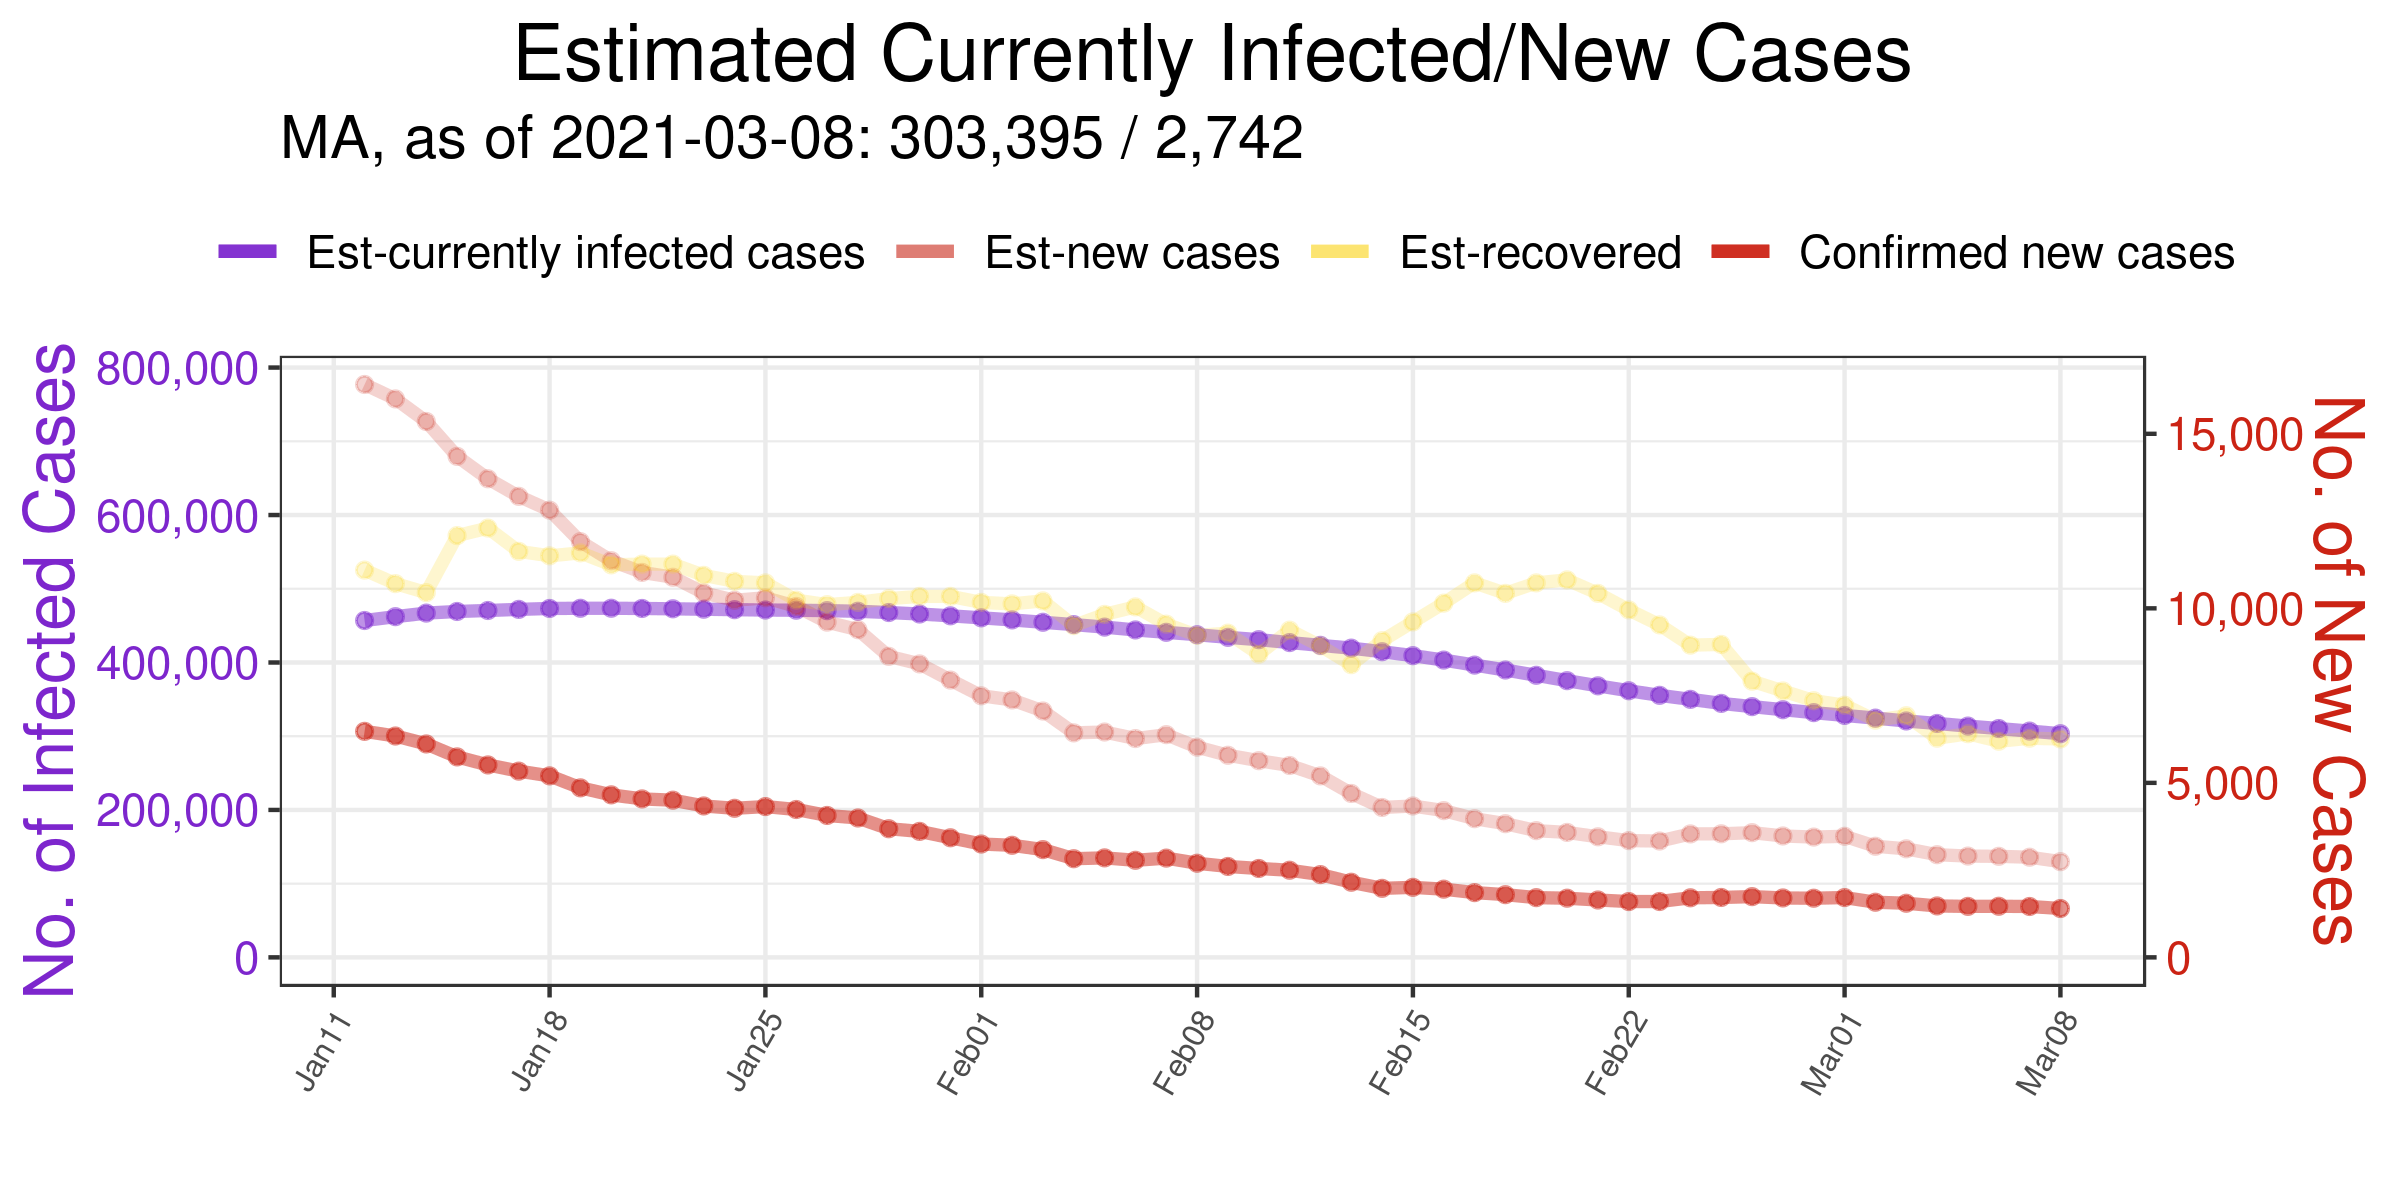 Estimated Currently Infected/New Cases
MA, as of 2021-03-08: 303,395 / 2,742
Est-currently infected cases Est-new cases Est-recovered Confirmed new cases
No. of Infected Cases
800,000
600,000
400,000
200,000
0
15,000
10,000
5,000
0
No. of New Cases
Jan11 Jan18 Jan25 Feb01 Feb08 Feb15 Feb22 Mar01 Mar08